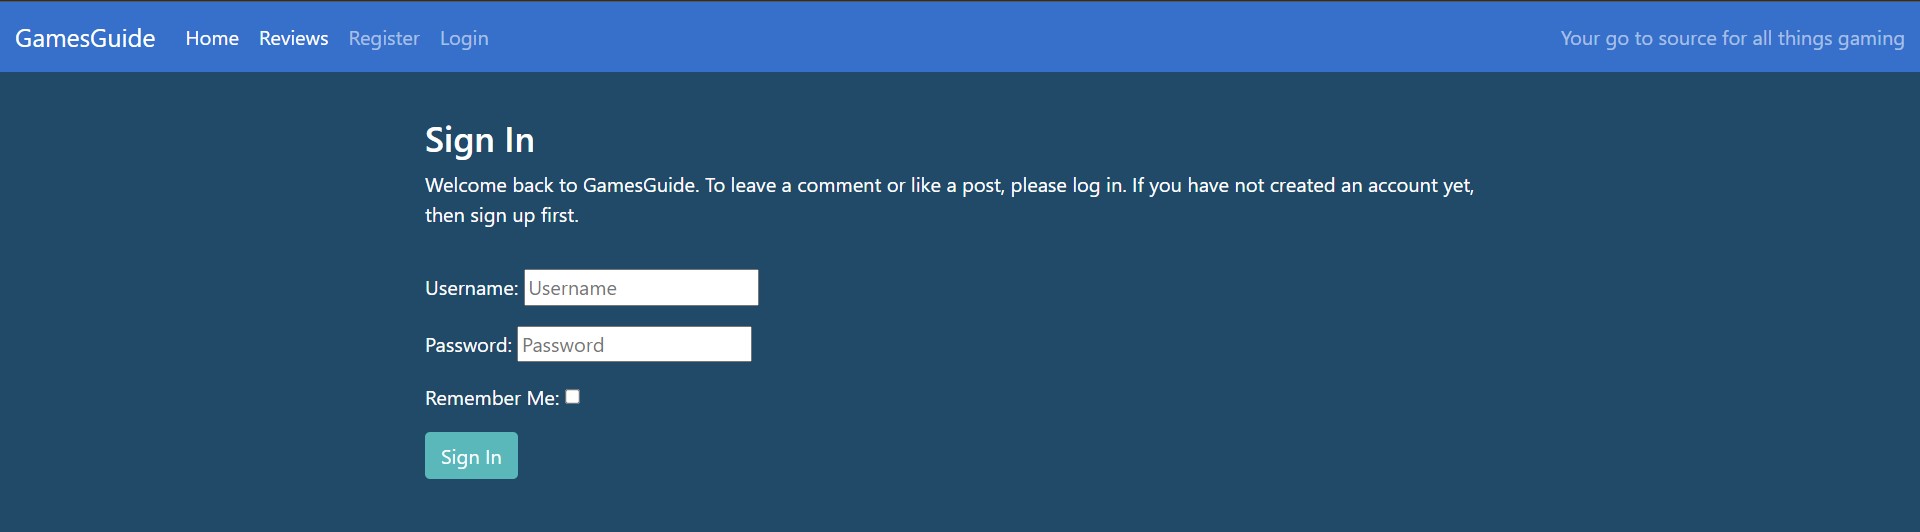 GamesGuide Home Reviews Register Login Your go to source for all things gaming
Sign In
Welcome back to GamesGuide. To leave a comment or like a post, please log in. If you have not created an account yet,
then sign up first.
Username: Username
Password: Password
Remember Me:
Sign In